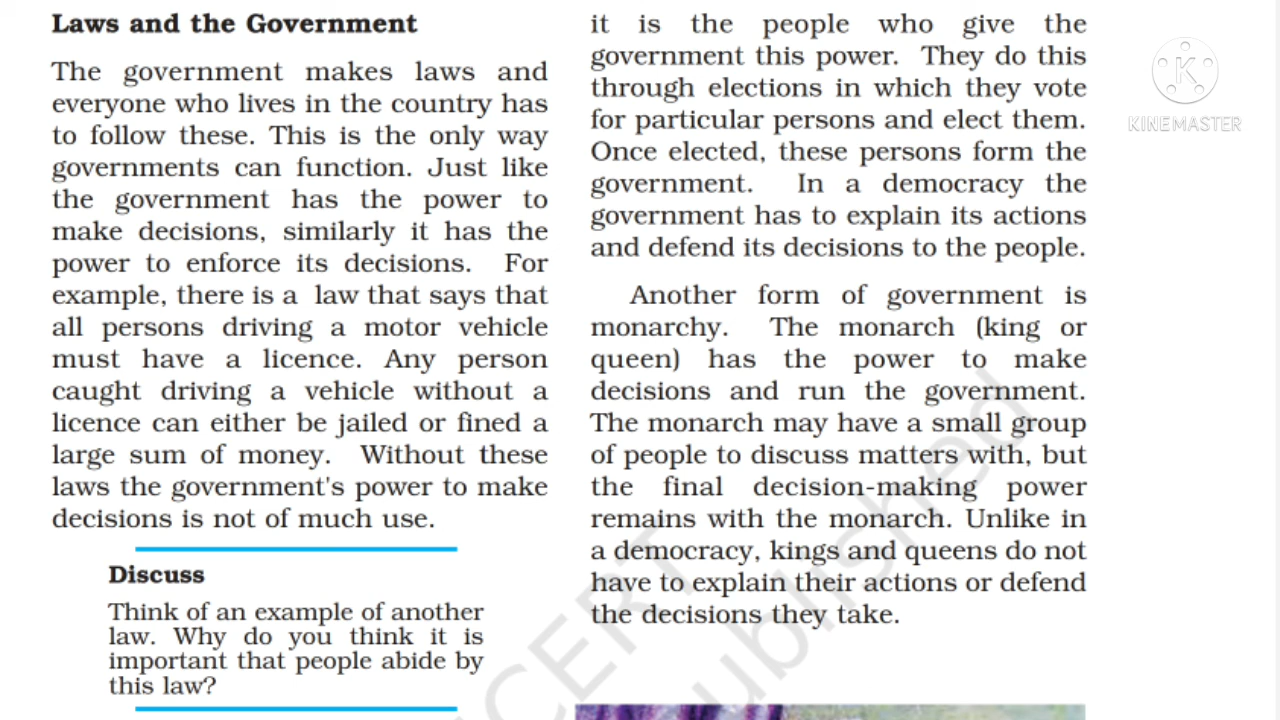 Laws and the Government
The government makes laws and
everyone who lives in the country has
to follow these. This is the only way
governments can function. Just like
the government has the power to
make decisions, similarly it has the
power to enforce its decisions. For
example, there is a law that says that
all persons driving a motor vehicle
must have a licence. Any person
caught driving a vehicle without a
licence can either be jailed or fined a
large sum of money. Without these
laws the government's power to make
decisions is not of much use.
Discuss
Think of an example of another
law. Why do you think it is
important that people abide by
this law?
it is the people who give the
government this power. They do this
through elections in which they vote
for particular persons and elect them.
Once elected, these persons form the
government. In a democracy the
government has to explain its actions
and defend its decisions to the people.
Another form of government is
monarchy. The monarch (king or
queen) has the power to make
decisions and run the government.
The monarch may have a small group
of people to discuss matters with, but
the final decision-making power
remains with the monarch. Unlike in
a democracy, kings and queens do not
have to explain their actions or defend
the decisions they take.
K
KINEMASTER